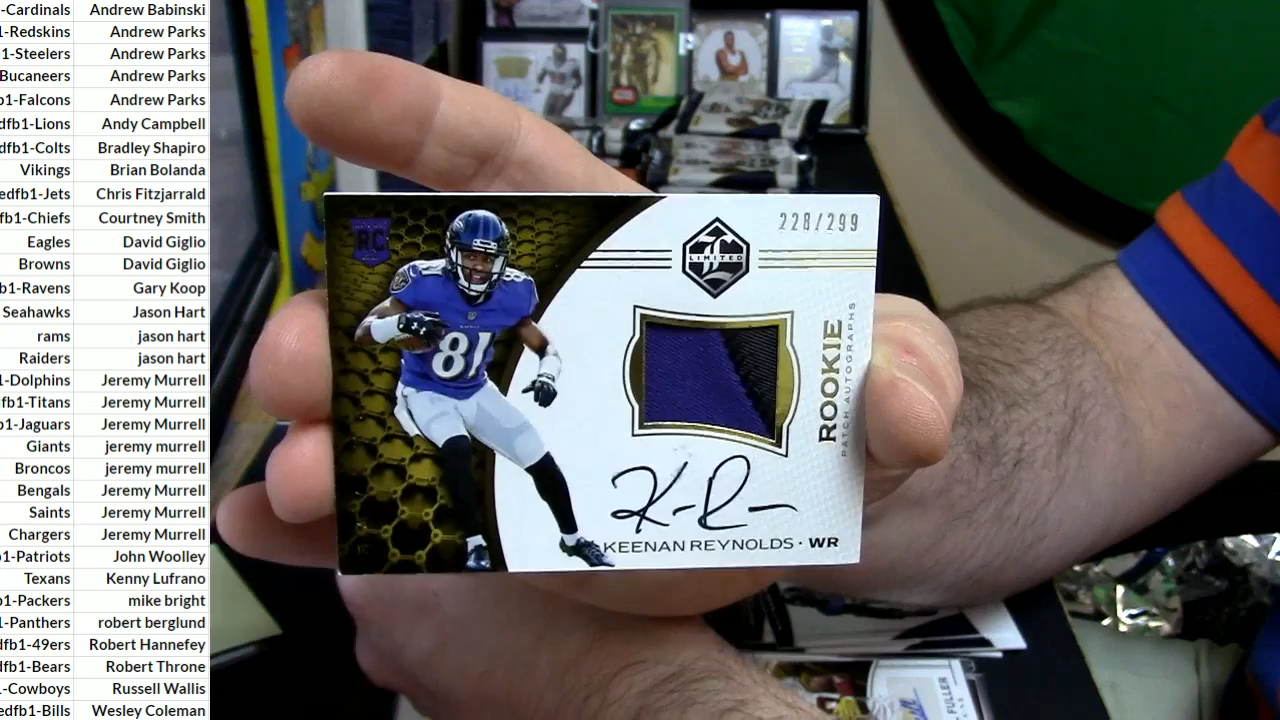 -Cardinals Andrew Babinski
1-Redskins Andrew Parks
1-Steelers Andrew Parks
Bucaneers Andrew Parks
b1-Falcons Andrew Parks
dfb1-Lions Andy Campbell
dfb1-Colts Bradley Shapiro
Vikings Brian Bolanda
edfb1-Jets Chris Fitzjarrald
fb1-Chiefs Courtney Smith
Eagles David Giglio
Browns David Giglio
b1-Ravens Gary Koop
Seahawks Jason Hart
rams jason hart
Raiders jason hart
1-Dolphins Jeremy Murrell
fb1-Titans Jeremy Murrell
b1-Jaguars Jeremy Murrell
Giants jeremy murrell
Broncos jeremy murrell
Bengals Jeremy Murrell
Saints Jeremy Murrell
Chargers Jeremy Murrell
1-Patriots John Woolley
Texans Kenny Lufrano
1-Packers mike bright
1-Panthers robert berglund
dfb1-49ers Robert Hannefey
dfb1-Bears Robert Throne
1-Cowboys Russell Wallis
edfb1-Bills Wesley Coleman
RC
228/299
LIMITED
81
ROOKIE
PATCH AUTOGRAPHS
KEENAN REYNOLDS · WR
FULLER